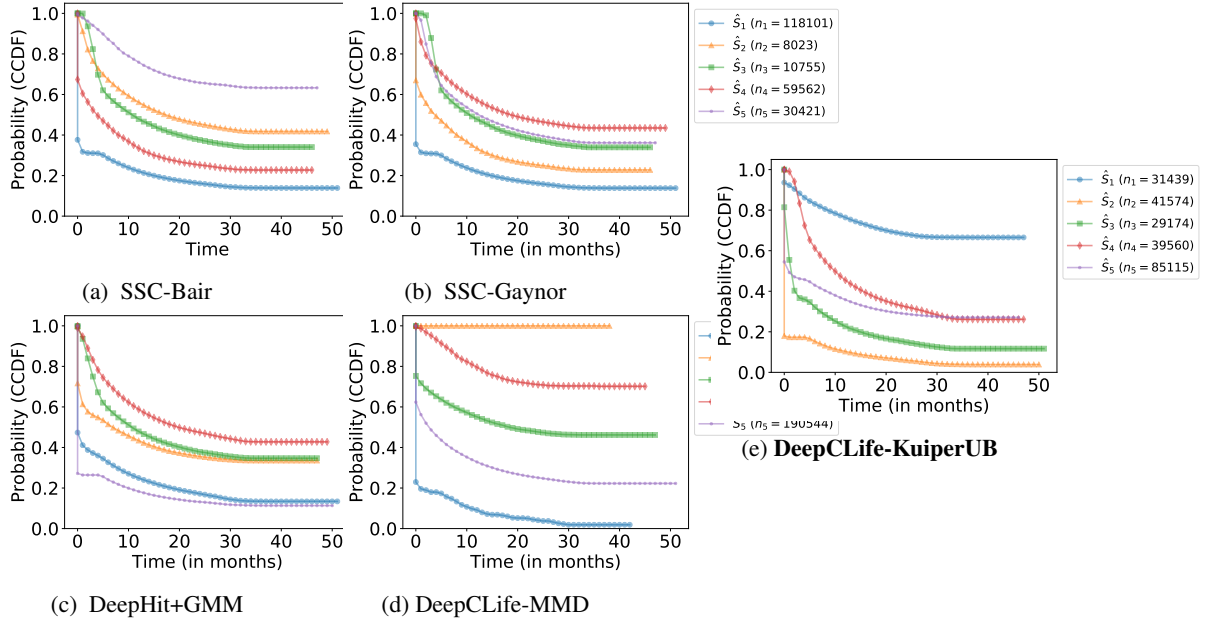 Probability (CCDF)
1.0
0.8
0.6
0.4
0.2
0.0
0 10 20 30 40 50
Time
(a) SSC-Bair
Probability (CCDF)
1.0
0.8
0.6
0.4
0.2
0.0
0 10 20 30 40 50
Time (in months)
(b) SSC-Gaynor
Ŝ₁ (n₁ = 118101)
Ŝ₂ (n₂ = 8023)
Ŝ₃ (n₃ = 10755)
Ŝ₄ (n₄ = 59562)
Ŝ₅ (n₅ = 30421)
Probability (CCDF)
1.0
0.8
0.6
0.4
0.2
0.0
0 10 20 30 40 50
Time (in months)
(c) DeepHit+GMM
Probability (CCDF)
1.0
0.8
0.6
0.4
0.2
0.0
0 10 20 30 40 50
Time (in months)
(d) DeepCLife-MMD
S₅ (n₅ = 190544)
Probability (CCDF)
1.0
0.8
0.6
0.4
0.2
0.0
0 10 20 30 40 50
Time (in months)
Ŝ₁ (n₁ = 31439)
Ŝ₂ (n₂ = 41574)
Ŝ₃ (n₃ = 29174)
Ŝ₄ (n₄ = 39560)
Ŝ₅ (n₅ = 85115)
(e) DeepCLife-KuiperUB